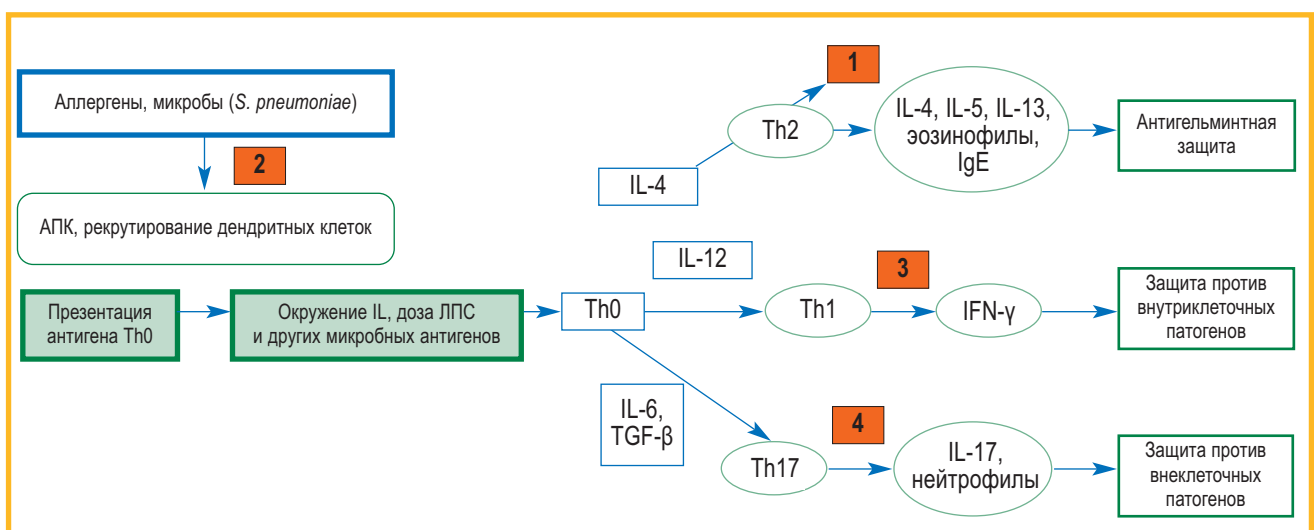 Аллергены, микробы (S. pneumoniae)
2
АПК, рекрутирование дендритных клеток
Презентация
антигена Th0
Окружение IL, доза ЛПС
и других микробных антигенов
Th0
IL-4
Th2
1
IL-4, IL-5, IL-13,
эозинофилы,
IgE
Антигельминтная
защита
IL-12
Th1
3
IFN-γ
Защита против
внутриклеточных
патогенов
IL-6,
TGF-β
Th17
4
IL-17,
нейтрофилы
Защита против
внеклеточных
патогенов